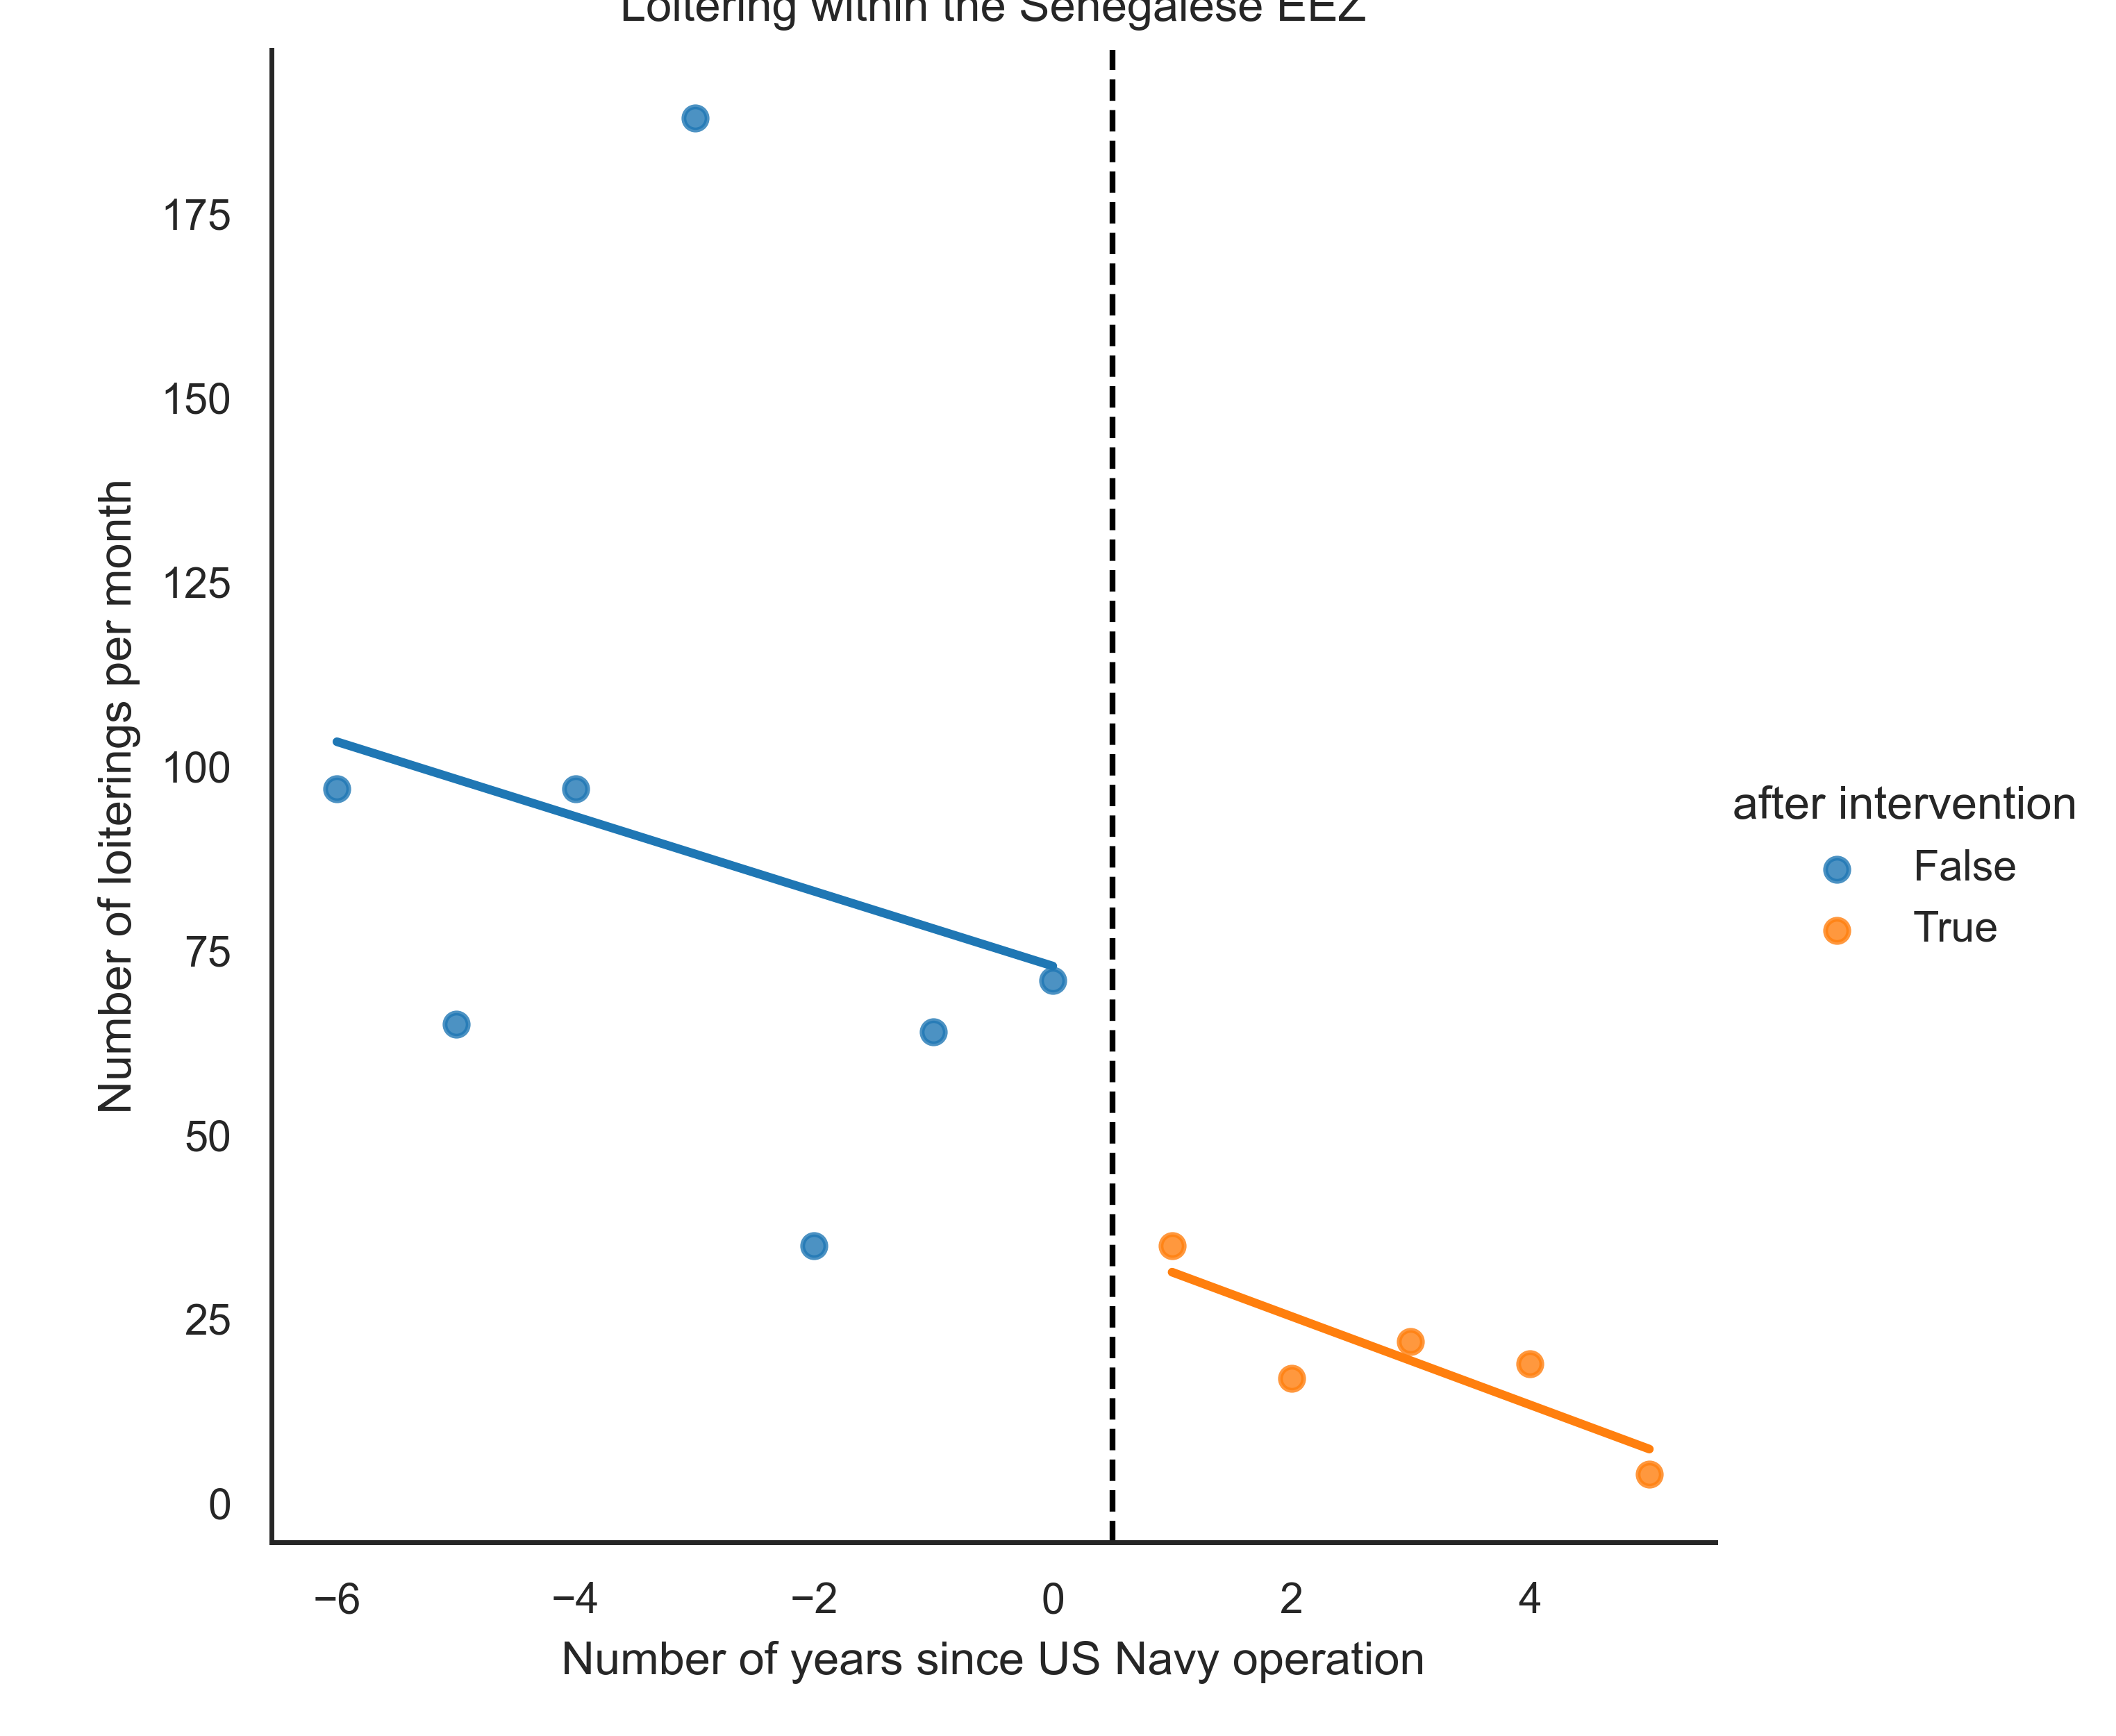 Loitering within the Senegalese EEZ
175
150
125
100
75
50
25
0
Number of loiterings per month
−6 −4 −2 0 2 4
Number of years since US Navy operation
after intervention
False
True